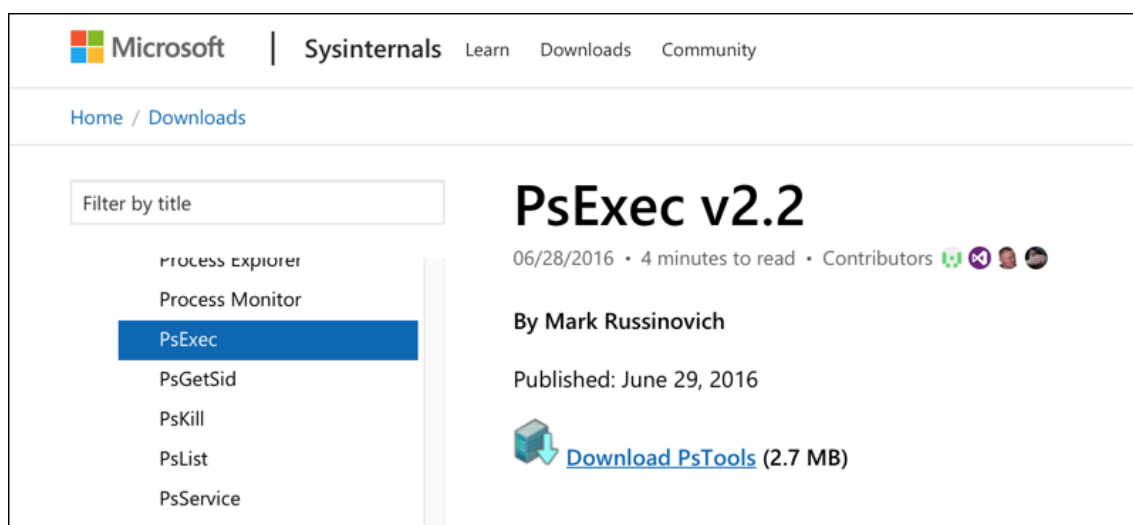 Microsoft | Sysinternals Learn Downloads Community
Home / Downloads
Filter by title
Process Explorer
Process Monitor
PsExec
PsGetSid
PsKill
PsList
PsService
PsExec v2.2
06/28/2016 • 4 minutes to read • Contributors
By Mark Russinovich
Published: June 29, 2016
Download PsTools (2.7 MB)